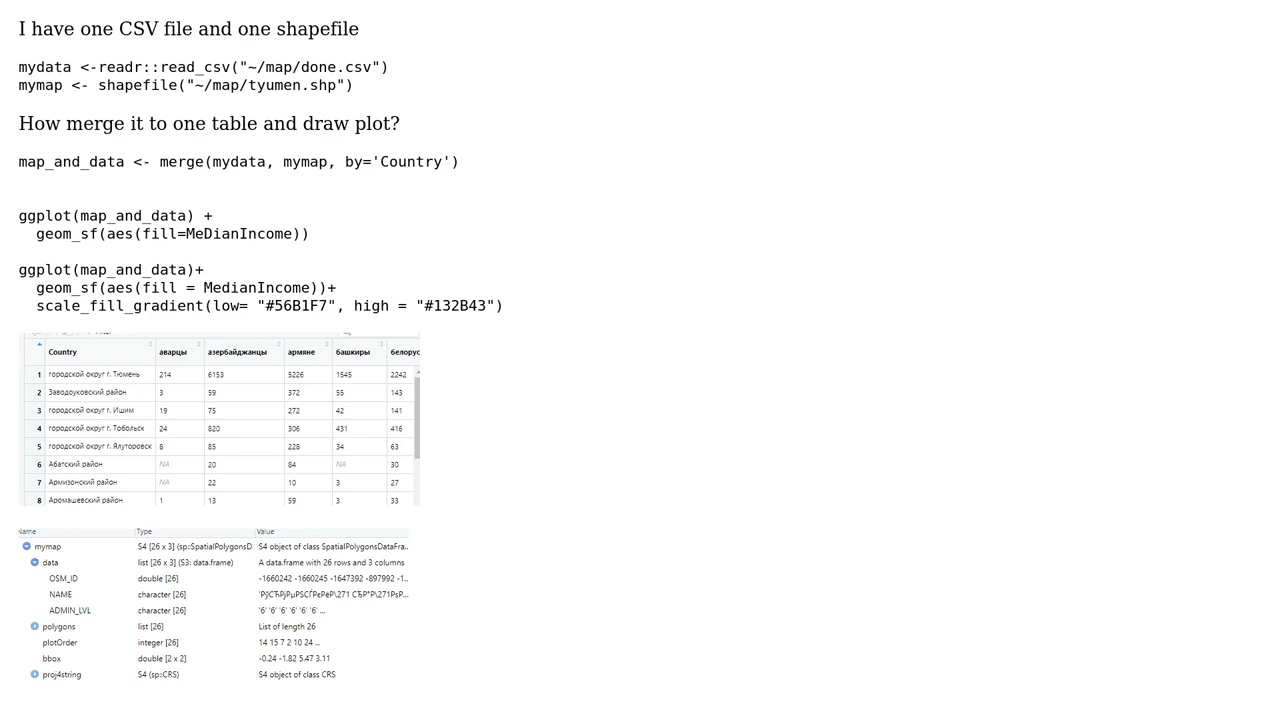 I have one CSV file and one shapefile
mydata <-readr::read_csv("~/map/done.csv")
mymap <- shapefile("~/map/tyumen.shp")
How merge it to one table and draw plot?
map_and_data <- merge(mydata, mymap, by='Country')
ggplot(map_and_data) +
geom_sf(aes(fill=MeDianIncome))
ggplot(map_and_data)+
geom_sf(aes(fill = MedianIncome))+
scale_fill_gradient(low= "#56B1F7", high = "#132B43")
Country аварцы азербайджанцы армяне башкиры белорус
1 городской округ г. Тюмень 214 6153 5226 1545 2242
2 Заводоуковский район 3 59 372 55 143
3 городской округ г. Ишим 19 75 272 42 141
4 городской округ г. Тобольск 24 820 306 431 416
5 городской округ г. Ялуторовск 8 85 228 34 63
6 Абатский район NA 20 84 NA 30
7 Армизонский район NA 22 10 3 27
8 Аромашевский район 1 13 59 3 33
Name Type Value
mymap S4 [26 x 3] (sp::SpatialPolygonsD S4 object of class SpatialPolygonsDataFra...
data list [26 x 3] (S3: data.frame) A data.frame with 26 rows and 3 columns
OSM_ID double [26] -1660242 -1660245 -1647392 -897992 -1...
NAME character [26]
ADMIN_LVL character [26] '6' '6' '6' '6' '6' '6' ...
polygons list [26] List of length 26
plotOrder integer [26] 14 15 7 2 10 24 ...
bbox double [2 x 2] -0.24 -1.82 5.47 3.11
proj4string S4 (sp::CRS) S4 object of class CRS